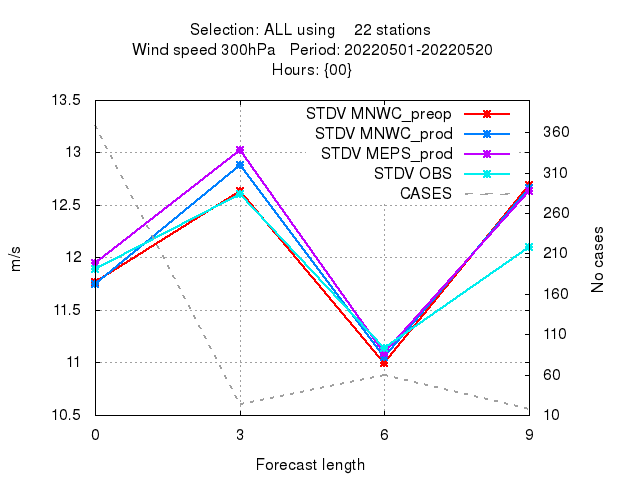 Selection: ALL using    22 stations
Wind speed 300hPa   Period: 20220501-20220520
Hours: {00}
STDV MNWC_preop
STDV MNWC_prod
STDV MEPS_prod
STDV OBS
CASES
13.5
13
12.5
12
11.5
11
10.5
m/s
360
310
260
210
160
110
60
10
No cases
0 3 6 9
Forecast length